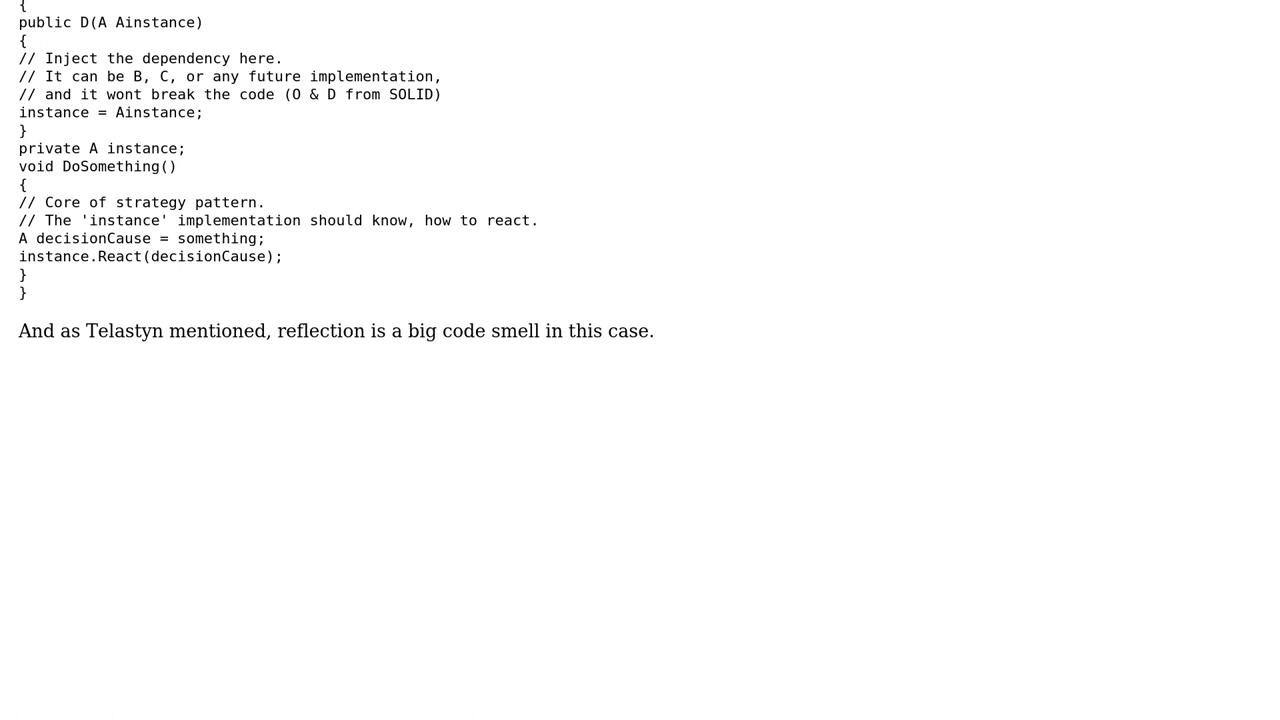 {
public D(A Ainstance)
{
// Inject the dependency here.
// It can be B, C, or any future implementation,
// and it wont break the code (O & D from SOLID)
instance = Ainstance;
}
private A instance;
void DoSomething()
{
// Core of strategy pattern.
// The 'instance' implementation should know, how to react.
A decisionCause = something;
instance.React(decisionCause);
}
}
And as Telastyn mentioned, reflection is a big code smell in this case.